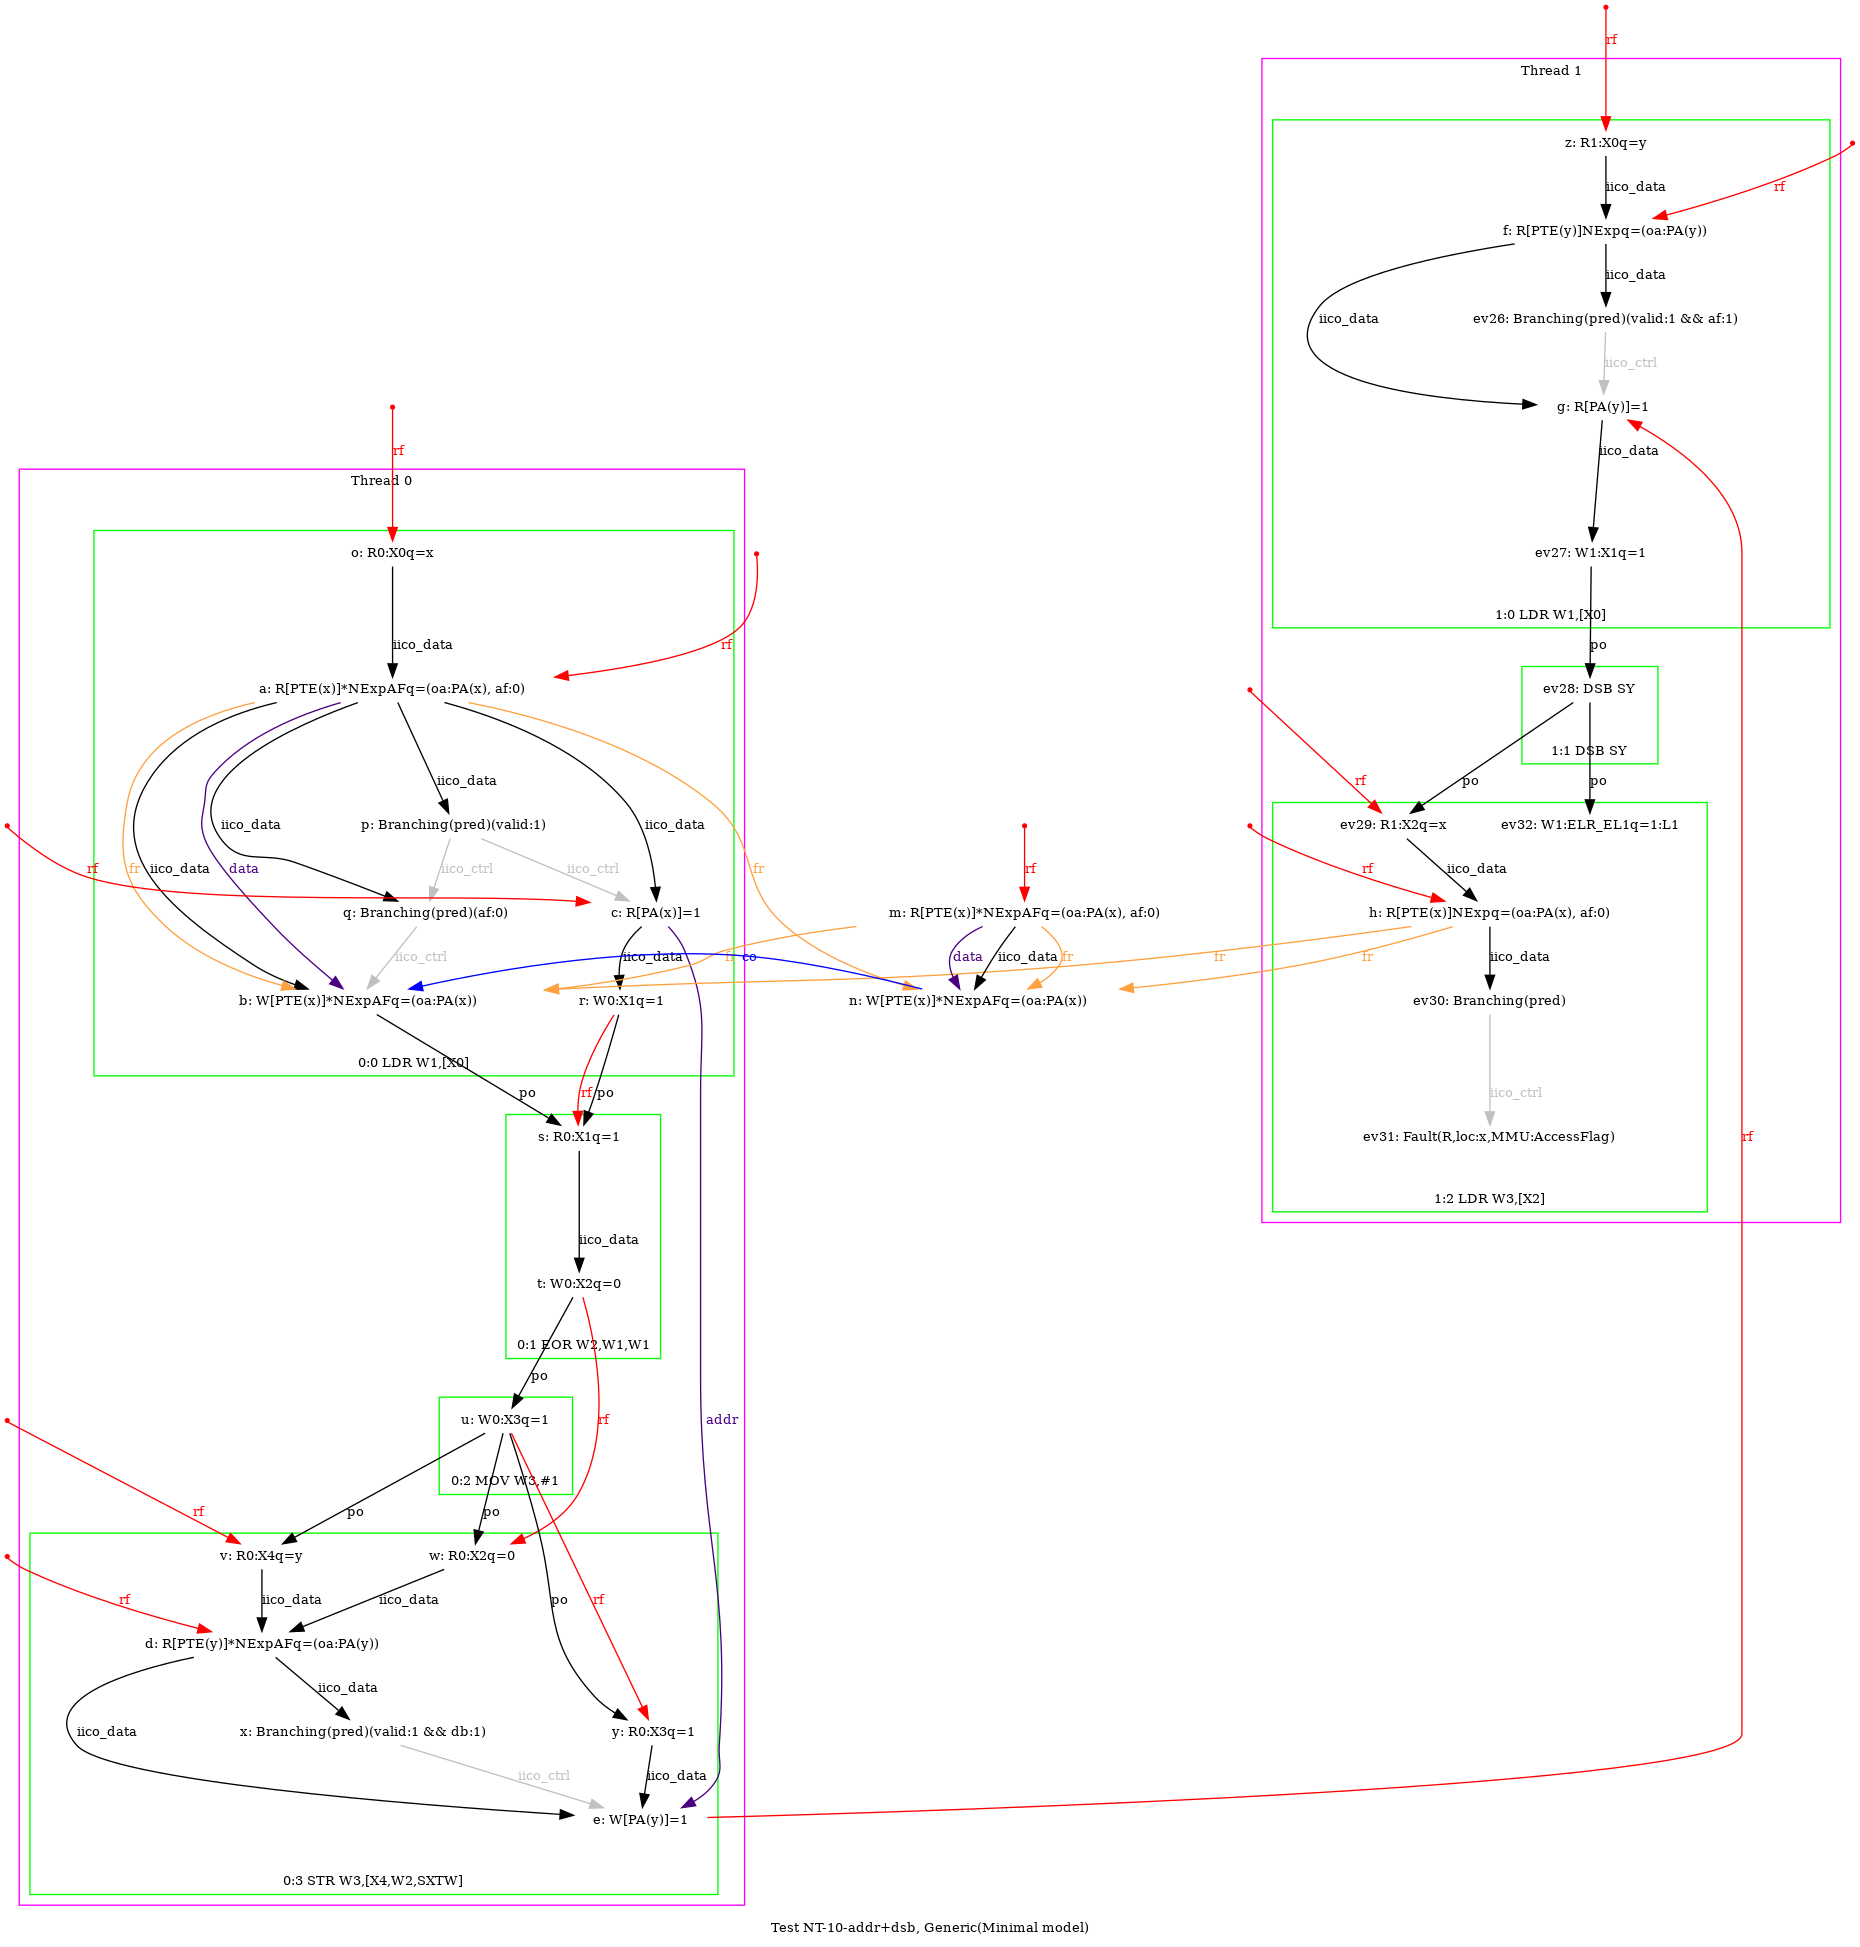 rf
Thread 1
z: R1:X0q=y
iico_data
rf
f: R[PTE(y)]NExpq=(oa:PA(y))
iico_data
iico_data
ev26: Branching(pred)(valid:1 && af:1)
iico_ctrl
g: R[PA(y)]=1
iico_data
ev27: W1:X1q=1
1:0 LDR W1,[X0]
po
ev28: DSB SY
1:1 DSB SY
rf
po
po
ev29: R1:X2q=x
ev32: W1:ELR_EL1q=1:L1
rf
iico_data
h: R[PTE(x)]NExpq=(oa:PA(x), af:0)
fr
fr
iico_data
ev30: Branching(pred)
iico_ctrl
ev31: Fault(R,loc:x,MMU:AccessFlag)
rf
1:2 LDR W3,[X2]
rf
Thread 0
o: R0:X0q=x
iico_data
rf
a: R[PTE(x)]*NExpAFq=(oa:PA(x), af:0)
iico_data
p: Branching(pred)(valid:1)
iico_data
iico_data
rf
fr
iico_data
data
iico_ctrl
iico_ctrl
fr
rf
q: Branching(pred)(af:0)
c: R[PA(x)]=1
m: R[PTE(x)]*NExpAFq=(oa:PA(x), af:0)
iico_ctrl
iico_data
fr
co
data
iico_data
fr
b: W[PTE(x)]*NExpAFq=(oa:PA(x))
r: W0:X1q=1
n: W[PTE(x)]*NExpAFq=(oa:PA(x))
0:0 LDR W1,[X0]
po
rf
po
s: R0:X1q=1
iico_data
t: W0:X2q=0
0:1 EOR W2,W1,W1
po
u: W0:X3q=1
rf
addr
0:2 MOV W3,#1
rf
po
po
v: R0:X4q=y
w: R0:X2q=0
rf
iico_data
iico_data
po
rf
d: R[PTE(y)]*NExpAFq=(oa:PA(y))
iico_data
iico_data
x: Branching(pred)(valid:1 && db:1)
y: R0:X3q=1
iico_ctrl
iico_data
e: W[PA(y)]=1
0:3 STR W3,[X4,W2,SXTW]
Test NT-10-addr+dsb, Generic(Minimal model)